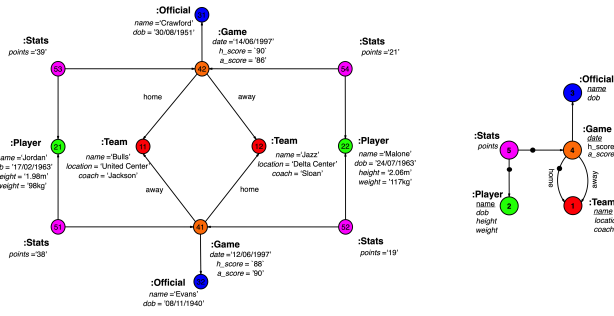 :Official
name ='Crawford'
dob = '30/08/1951'
:Game
date ='14/06/1997'
h_score = '90'
a_score = '86'
42
:Stats
points ='39'
53
:Stats
points ='21'
54
home
away
:Player
name ='Jordan'
dob ='17/02/1963'
height ='1.98m'
weight ='98kg'
21
11
:Team
name ='Bulls'
location ='United Center'
coach ='Jackson'
12
:Team
name ='Jazz'
location = 'Delta Center'
coach ='Sloan'
22
:Player
name ='Malone'
dob ='24/07/1963'
height ='2.06m'
weight ='117kg'
away
home
51
:Stats
points ='38'
41
:Game
date ='12/06/1997'
h_score = '88'
a_score ='90'
52
:Stats
points ='19'
:Official
name ='Evans'
dob ='08/11/1940'
:Official
name
dob
:Stats
points
5
4
:Game
date
h_score
a_score
home
away
:Player
name
dob
height
weight
2
1
:Team
name
coach